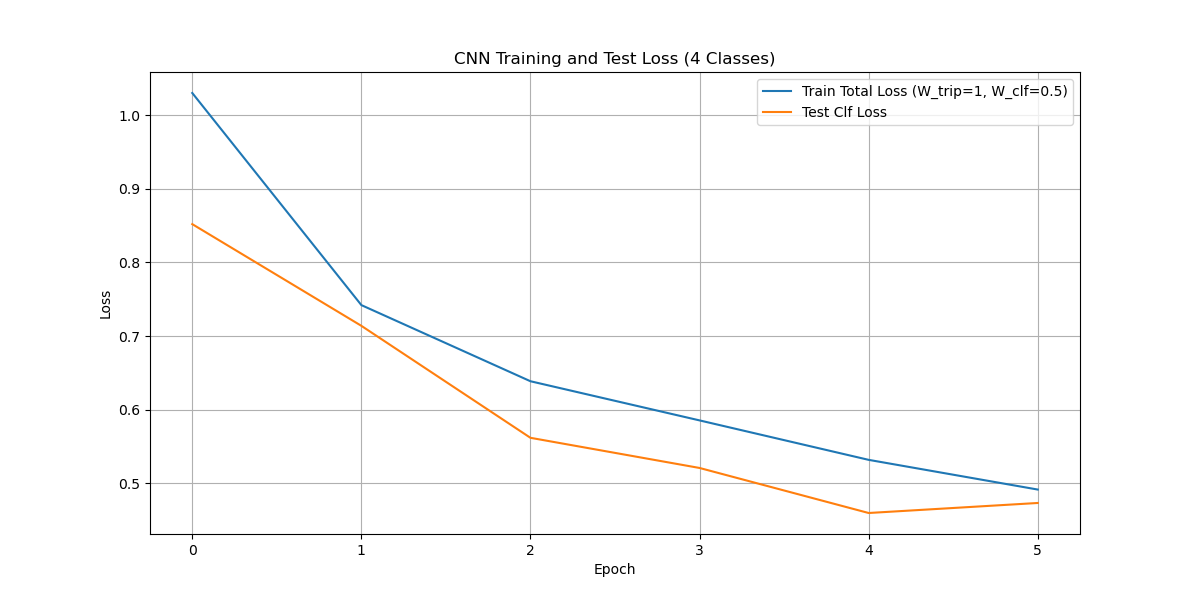 CNN Training and Test Loss (4 Classes)
Train Total Loss (W_trip=1, W_clf=0.5)
Test Clf Loss
1.0
0.9
0.8
0.7
0.6
0.5
Loss
0
1
2
3
4
5
Epoch